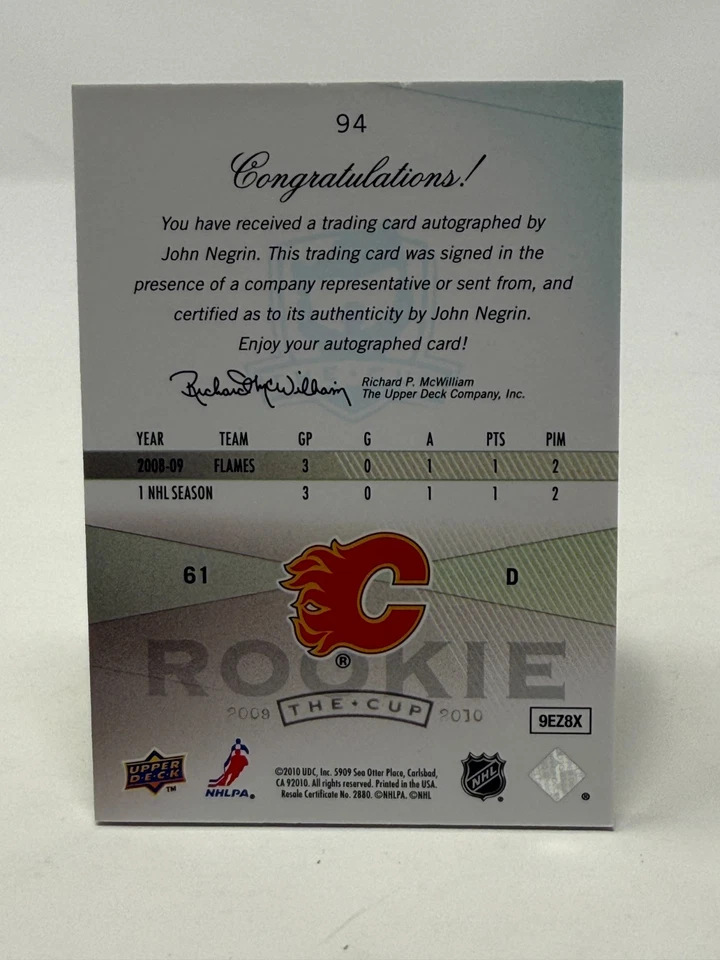 94
Congratulations!
You have received a trading card autographed by
John Negrin. This trading card was signed in the
presence of a company representative or sent from, and
certified as to its authenticity by John Negrin.
Enjoy your autographed card!
Richard McWilliam
Richard P. McWilliam
The Upper Deck Company, Inc.
YEAR TEAM GP G A PTS PIM
2008-09 FLAMES 3 0 1 1 2
1 NHL SEASON 3 0 1 1 2
61 C D
®
ROOKIE
2009 THE • CUP 2010
9EZ8X
UPPER
D•E•C•K
TM
NHLPA®
©2010 UDC, Inc. 5909 Sea Otter Place, Carlsbad,
CA 92010. All rights reserved. Printed in the USA.
Resale Certificate No. 2880. ©NHLPA. ©NHL
NHL
®
®